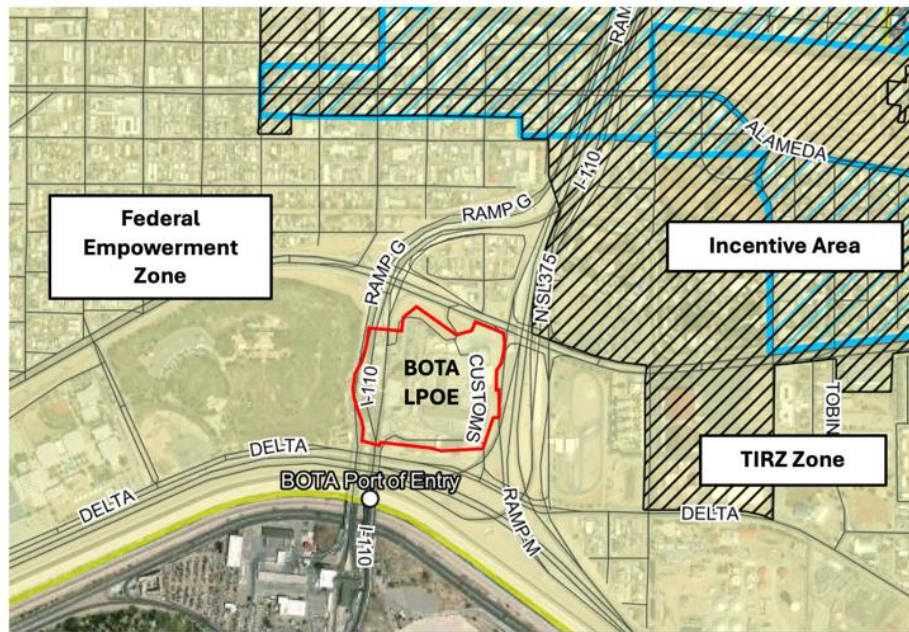 RAMP
ALAMEDA
I-110
RAMP G
Federal
Empowerment
Zone
Incentive Area
RAMP G
N SL375
BOTA
LPOE
I-110
CUSTOMS
TOBIN
DELTA
TIRZ Zone
BOTA Port of Entry
DELTA
RAMP M
DELTA
I-110